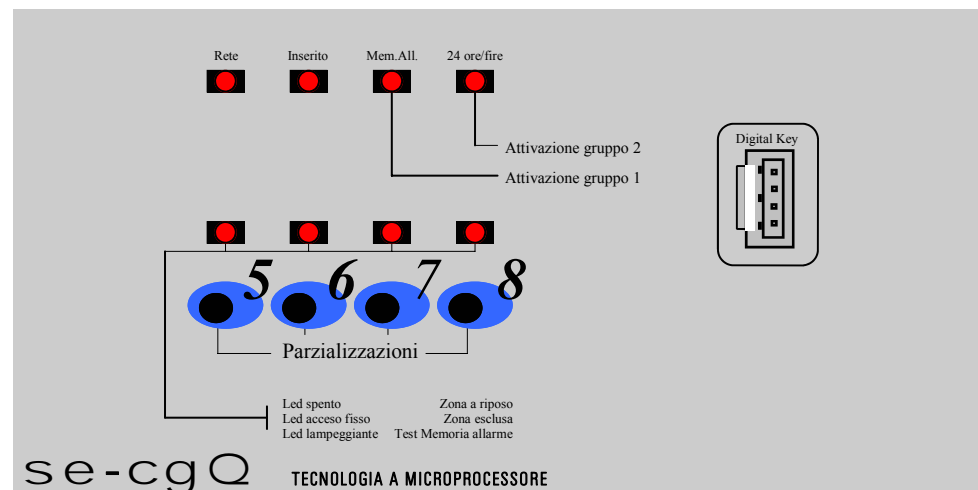 Rete Inserito Mem.All. 24 ore/fire
Digital Key
Attivazione gruppo 2
Attivazione gruppo 1
5 6 7 8
Parzializzazioni
Led spento Zona a riposo
Led acceso fisso Zona esclusa
Led lampeggiante Test Memoria allarme
se-cgQ TECNOLOGIA A MICROPROCESSORE